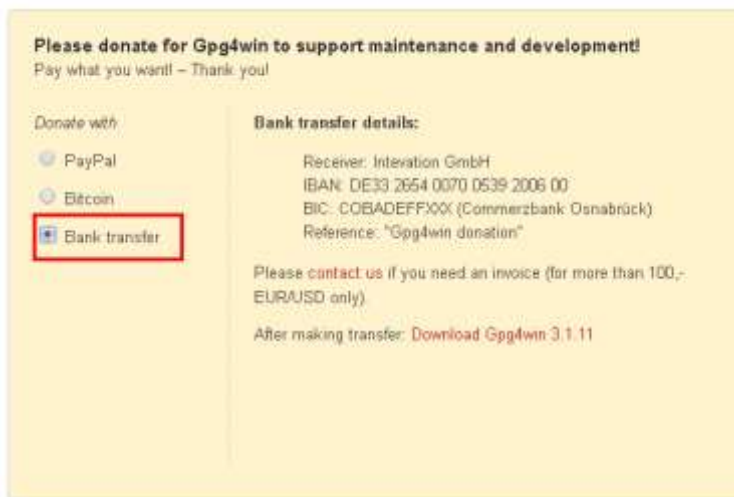 Please donate for Gpg4win to support maintenance and development!
Pay what you want! – Thank you!
Donate with
PayPal
Bitcoin
Bank transfer
Bank transfer details:
Receiver: Intevation GmbH
IBAN: DE33 2654 0070 0539 2006 00
BIC: COBADEFFXXX (Commerzbank Osnabrück)
Reference: "Gpg4win donation"
Please contact us if you need an invoice (for more than 100,-
EUR/USD only).
After making transfer: Download Gpg4win 3.1.11